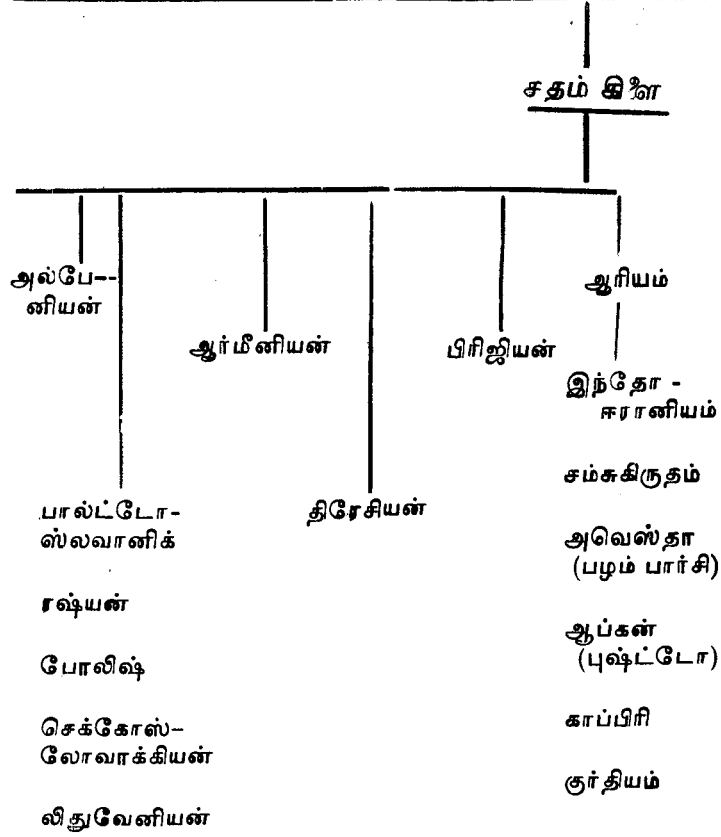 சதம் கிளை
அல்பே--
னியன்
ஆர்மீனியன்
பிரிஜியன்
ஆரியம்
இந்தோ -
ஈரானியம்
சம்சுகிருதம்
அவெஸ்தா
(பழம் பார்சி)
ஆப்கன்
(புஷ்ட்டோ)
காப்பிரி
குர்தியம்
திரேசியன்
பால்ட்டோ-
ஸ்லவானிக்
ரஷ்யன்
போலிஷ்
செக்கோஸ்-
லோவாக்கியன்
லிதுவேனியன்